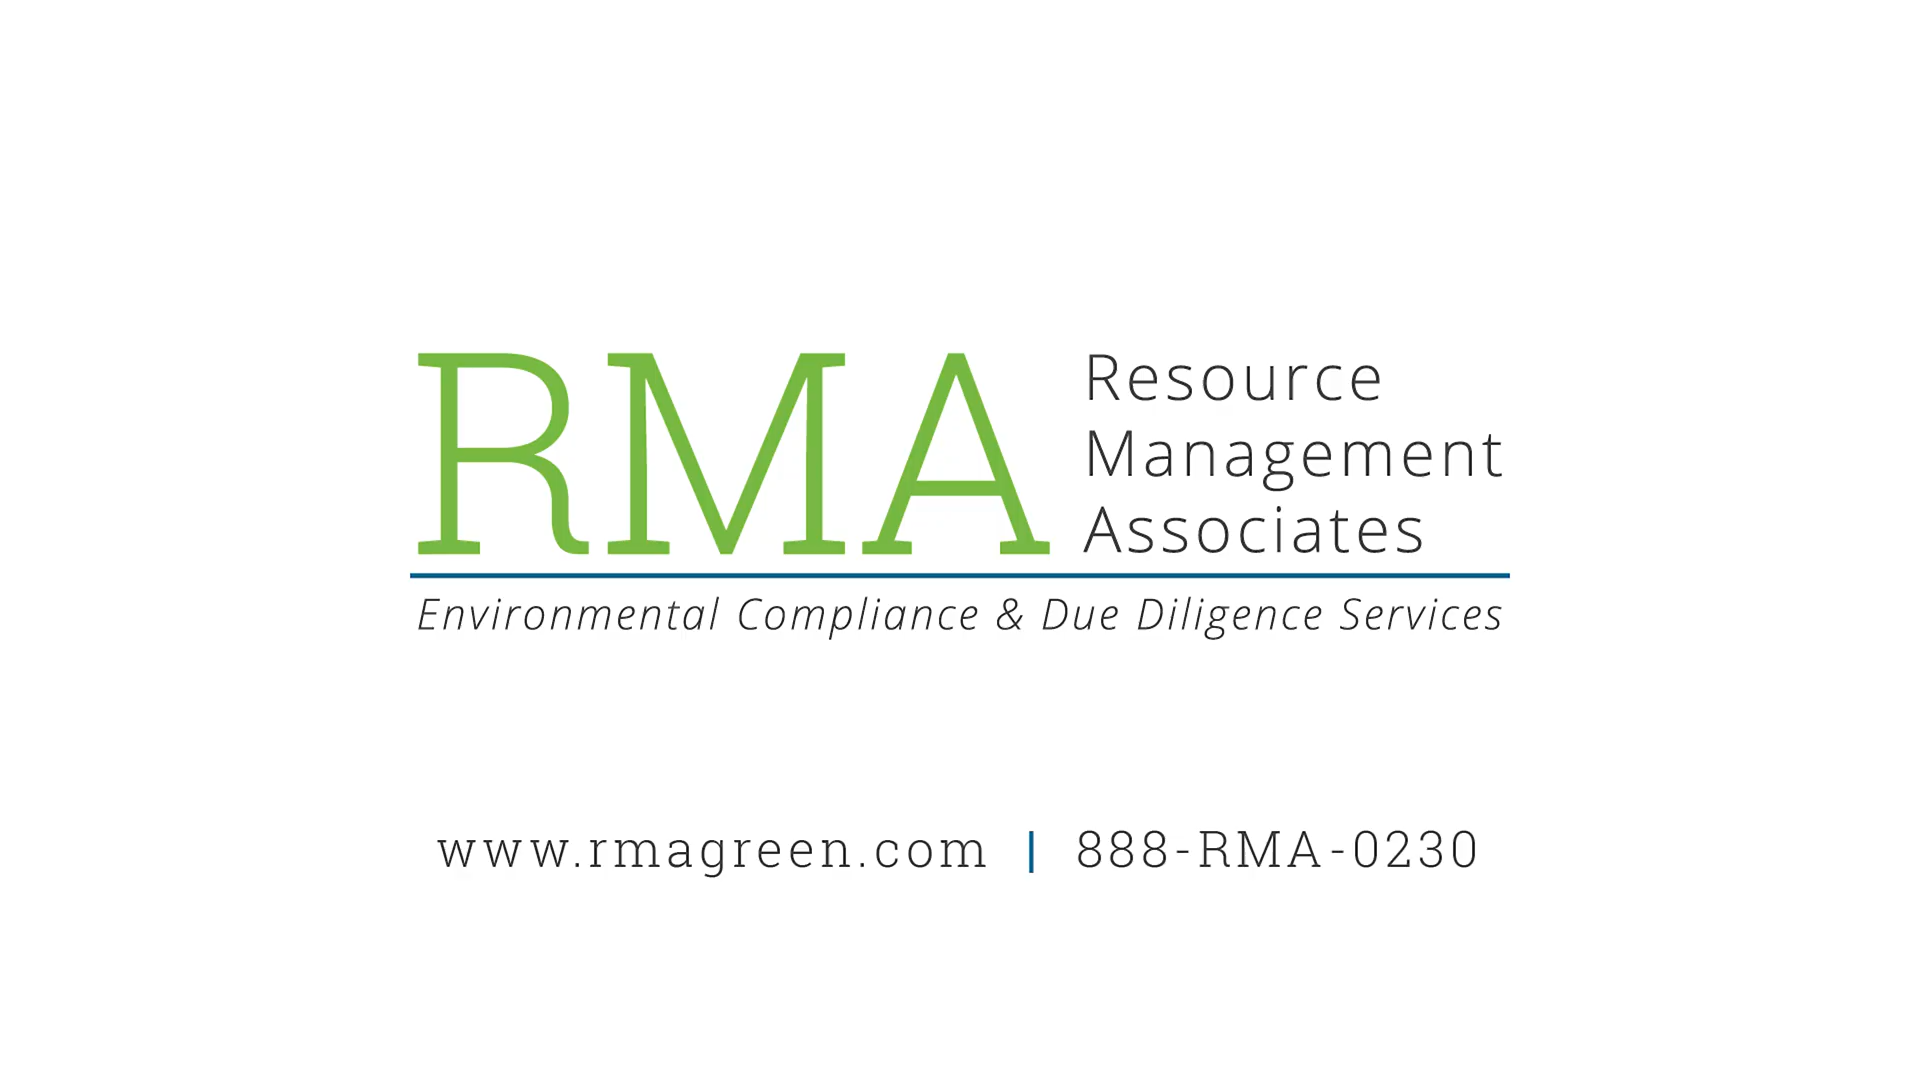 RMA
Resource
Management
Associates
Environmental Compliance & Due Diligence Services
www.rmagreen.com | 888-RMA-0230